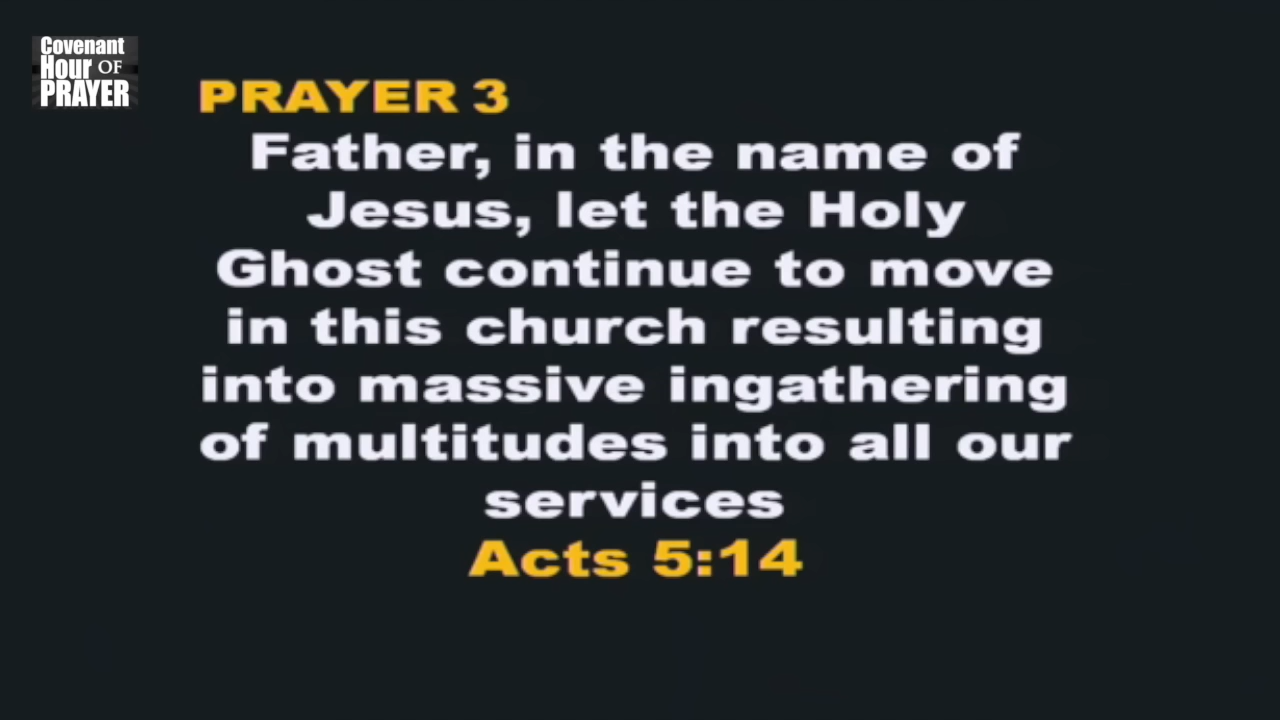 Covenant
Hour OF
PRAYER
PRAYER 3
Father, in the name of
Jesus, let the Holy
Ghost continue to move
in this church resulting
into massive ingathering
of multitudes into all our
services
Acts 5:14